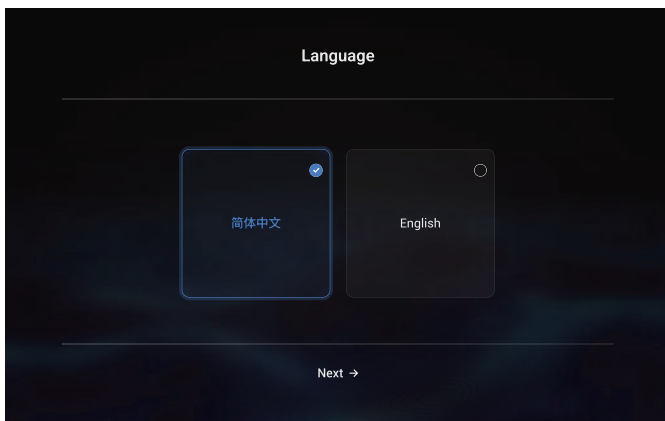 Language
简体中文
English
Next →